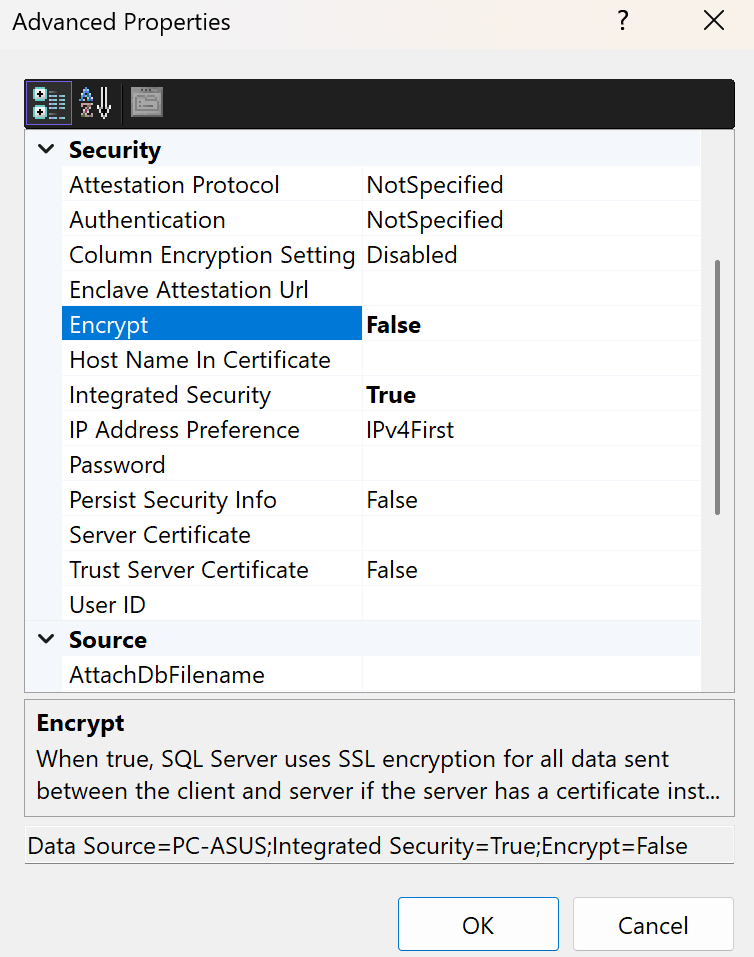 Advanced Properties ?
Security
Attestation Protocol NotSpecified
Authentication NotSpecified
Column Encryption Setting Disabled
Enclave Attestation Url
Encrypt False
Host Name In Certificate
Integrated Security True
IP Address Preference IPv4First
Password
Persist Security Info False
Server Certificate
Trust Server Certificate False
User ID
Source
AttachDbFilename
Encrypt
When true, SQL Server uses SSL encryption for all data sent
between the client and server if the server has a certificate inst...
Data Source=PC-ASUS;Integrated Security=True;Encrypt=False
OK Cancel